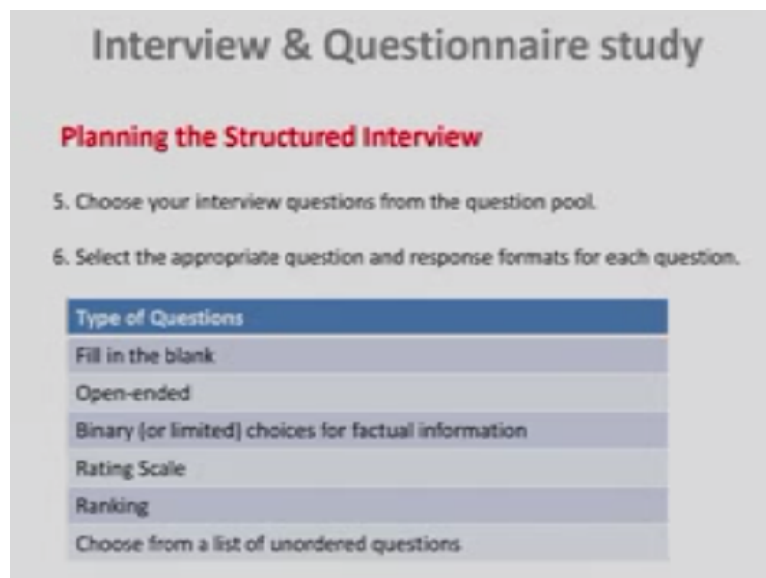 Interview & Questionnaire study
Planning the Structured Interview
5. Choose your interview questions from the question pool.
6. Select the appropriate question and response formats for each question.
Type of Questions
Fill in the blank
Open-ended
Binary (or limited) choices for factual information
Rating Scale
Ranking
Choose from a list of unordered questions